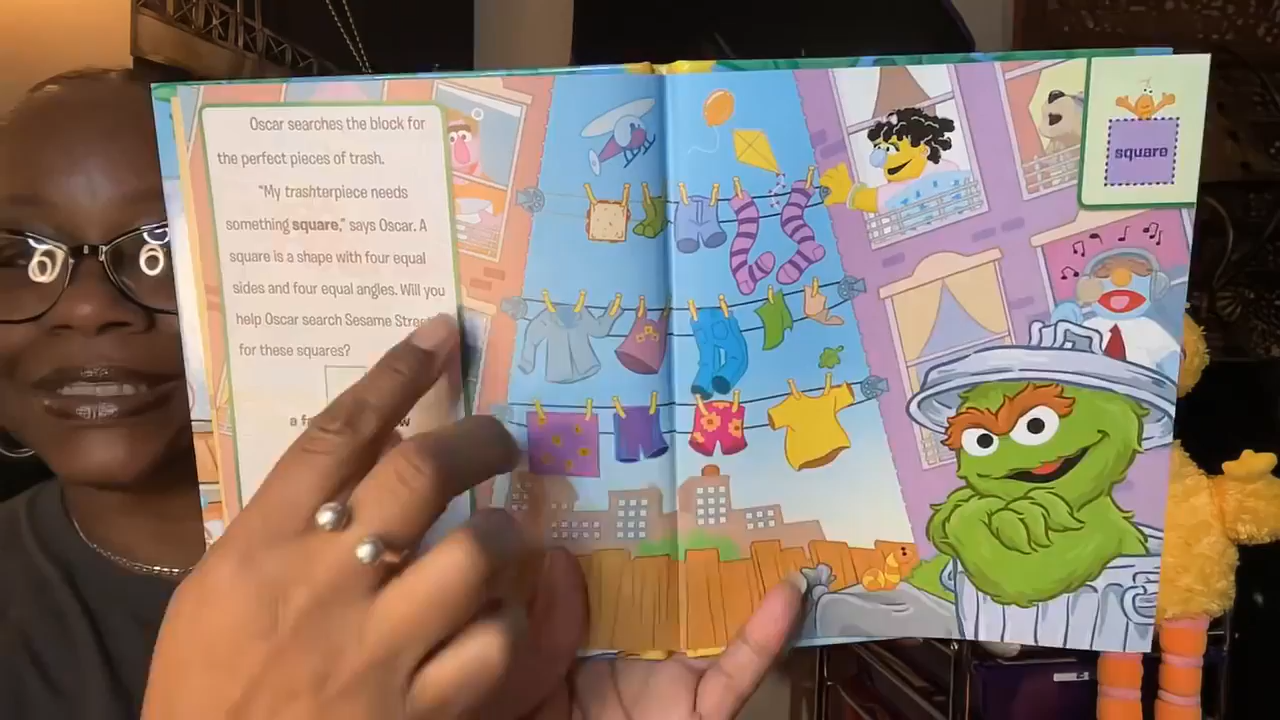 Oscar searches the block for
the perfect pieces of trash.
"My trashterpiece needs
something square," says Oscar. A
square is a shape with four equal
sides and four equal angles. Will you
help Oscar search Sesame
for these squares?
a
square